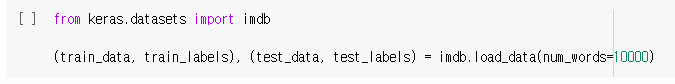 [ ] from keras.datasets import imdb
(train_data, train_labels), (test_data, test_labels) = imdb.load_data(num_words=10000)